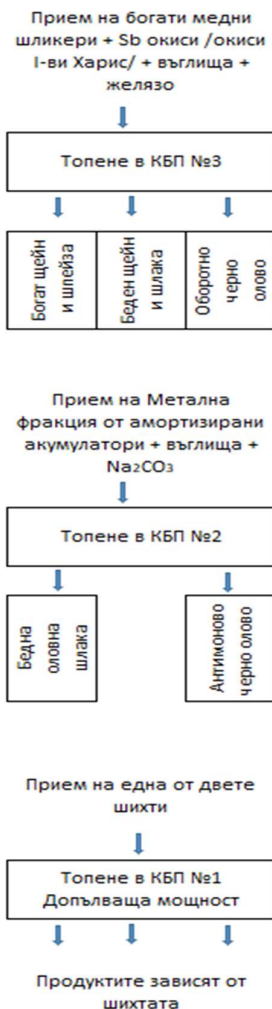 Прием на богати медни
шликери + Sb окиси /окиси
I-ви Харис/ + въглища +
желязо
Топене в КБП №3
Богат щейн
и шпейза
Беден щейн
и шлака
Оборотно
черно
олово
Прием на Метална
фракция от амортизирани
акумулатори + въглища +
Na₂CO₃
Топене в КБП №2
Бедна
оловна
шлака
Антимоново
черно олово
Прием на една от двете
шихти
Топене в КБП №1
Допълваща мощност
Продуктите зависят от
шихтата